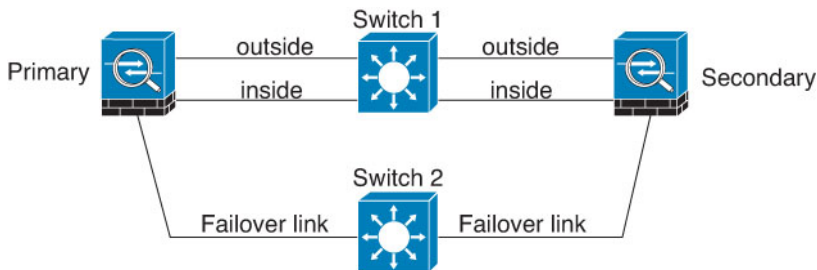 Switch 1
outside
outside
Primary
Secondary
inside
inside
Switch 2
Failover link
Failover link